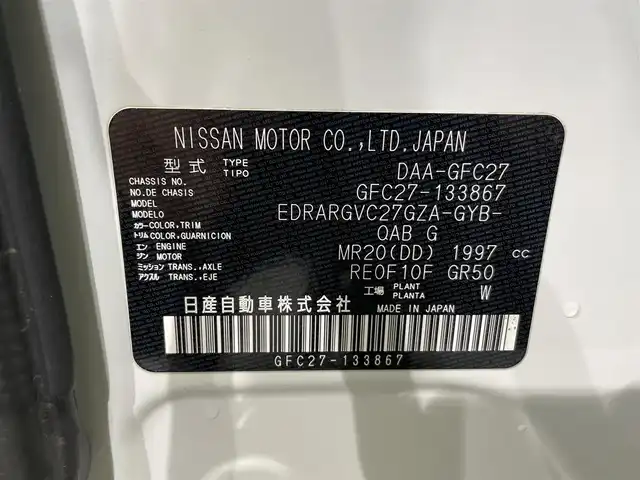 NISSAN MOTOR CO.,LTD.JAPAN
型式 TYPE TIPO DAA-GFC27
CHASSIS NO.
NO.DE CHASIS GFC27-133867
MODEL
MODELO EDRARGVC27GZA-GYB-
カラー COLOR,TRIM
トリム COLOR,GUARNICION QAB G
エン ENGINE
ジン MOTOR MR20(DD) 1997 cc
ミッション TRANS.,AXLE
アクスル TRANS.,EJE RE0F10F GR50
工場 PLANT PLANTA W
日産自動車株式会社 MADE IN JAPAN
GFC27-133867